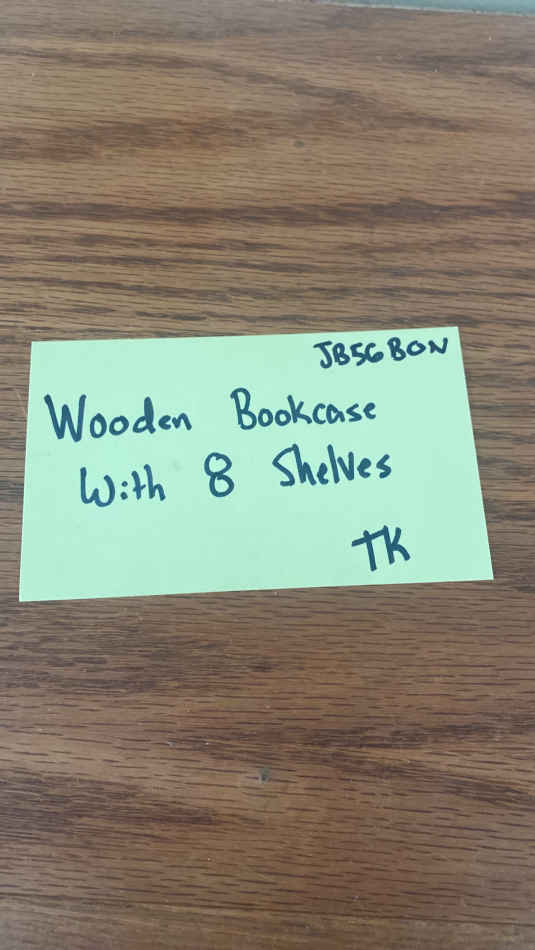 JB56BON
Wooden Bookcase
With 8 Shelves
TK